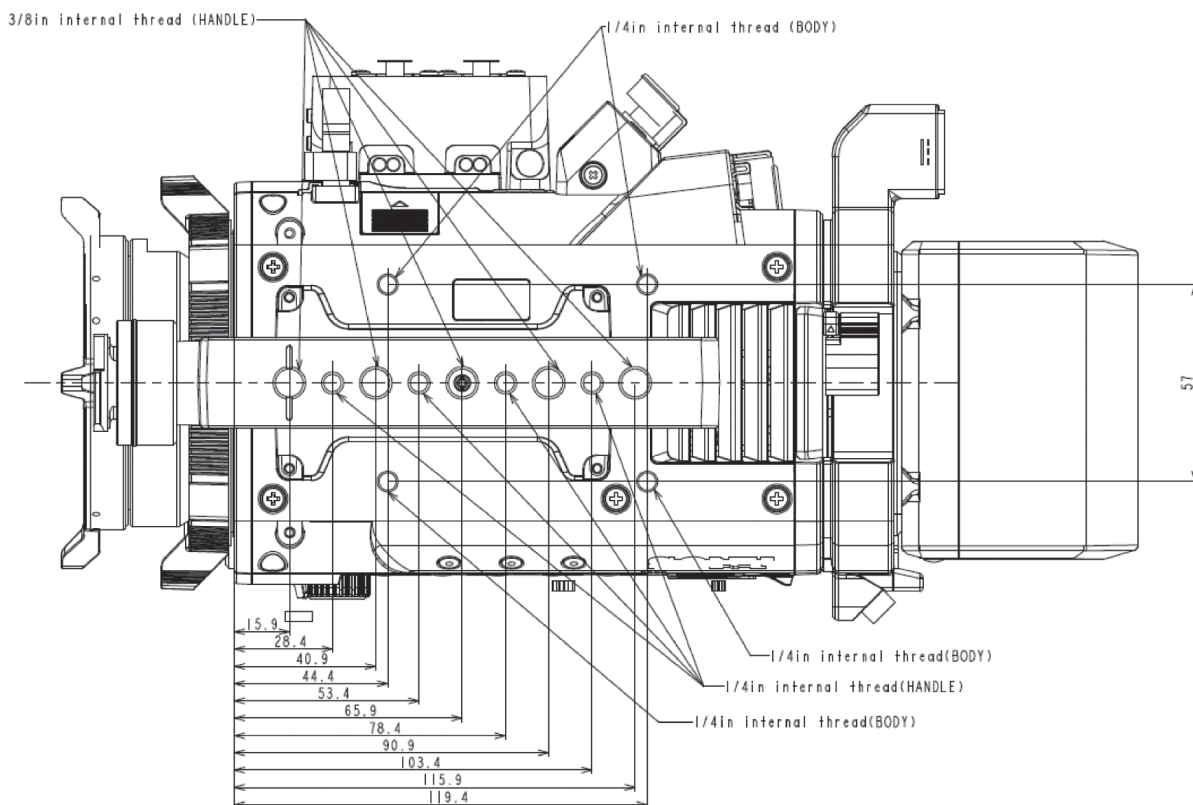 3/8in internal thread (HANDLE)
1/4in internal thread (BODY)
57
15.9
28.4
40.9
44.4
53.4
65.9
78.4
90.9
103.4
115.9
119.4
1/4in internal thread(BODY)
1/4in internal thread(HANDLE)
1/4in internal thread(BODY)